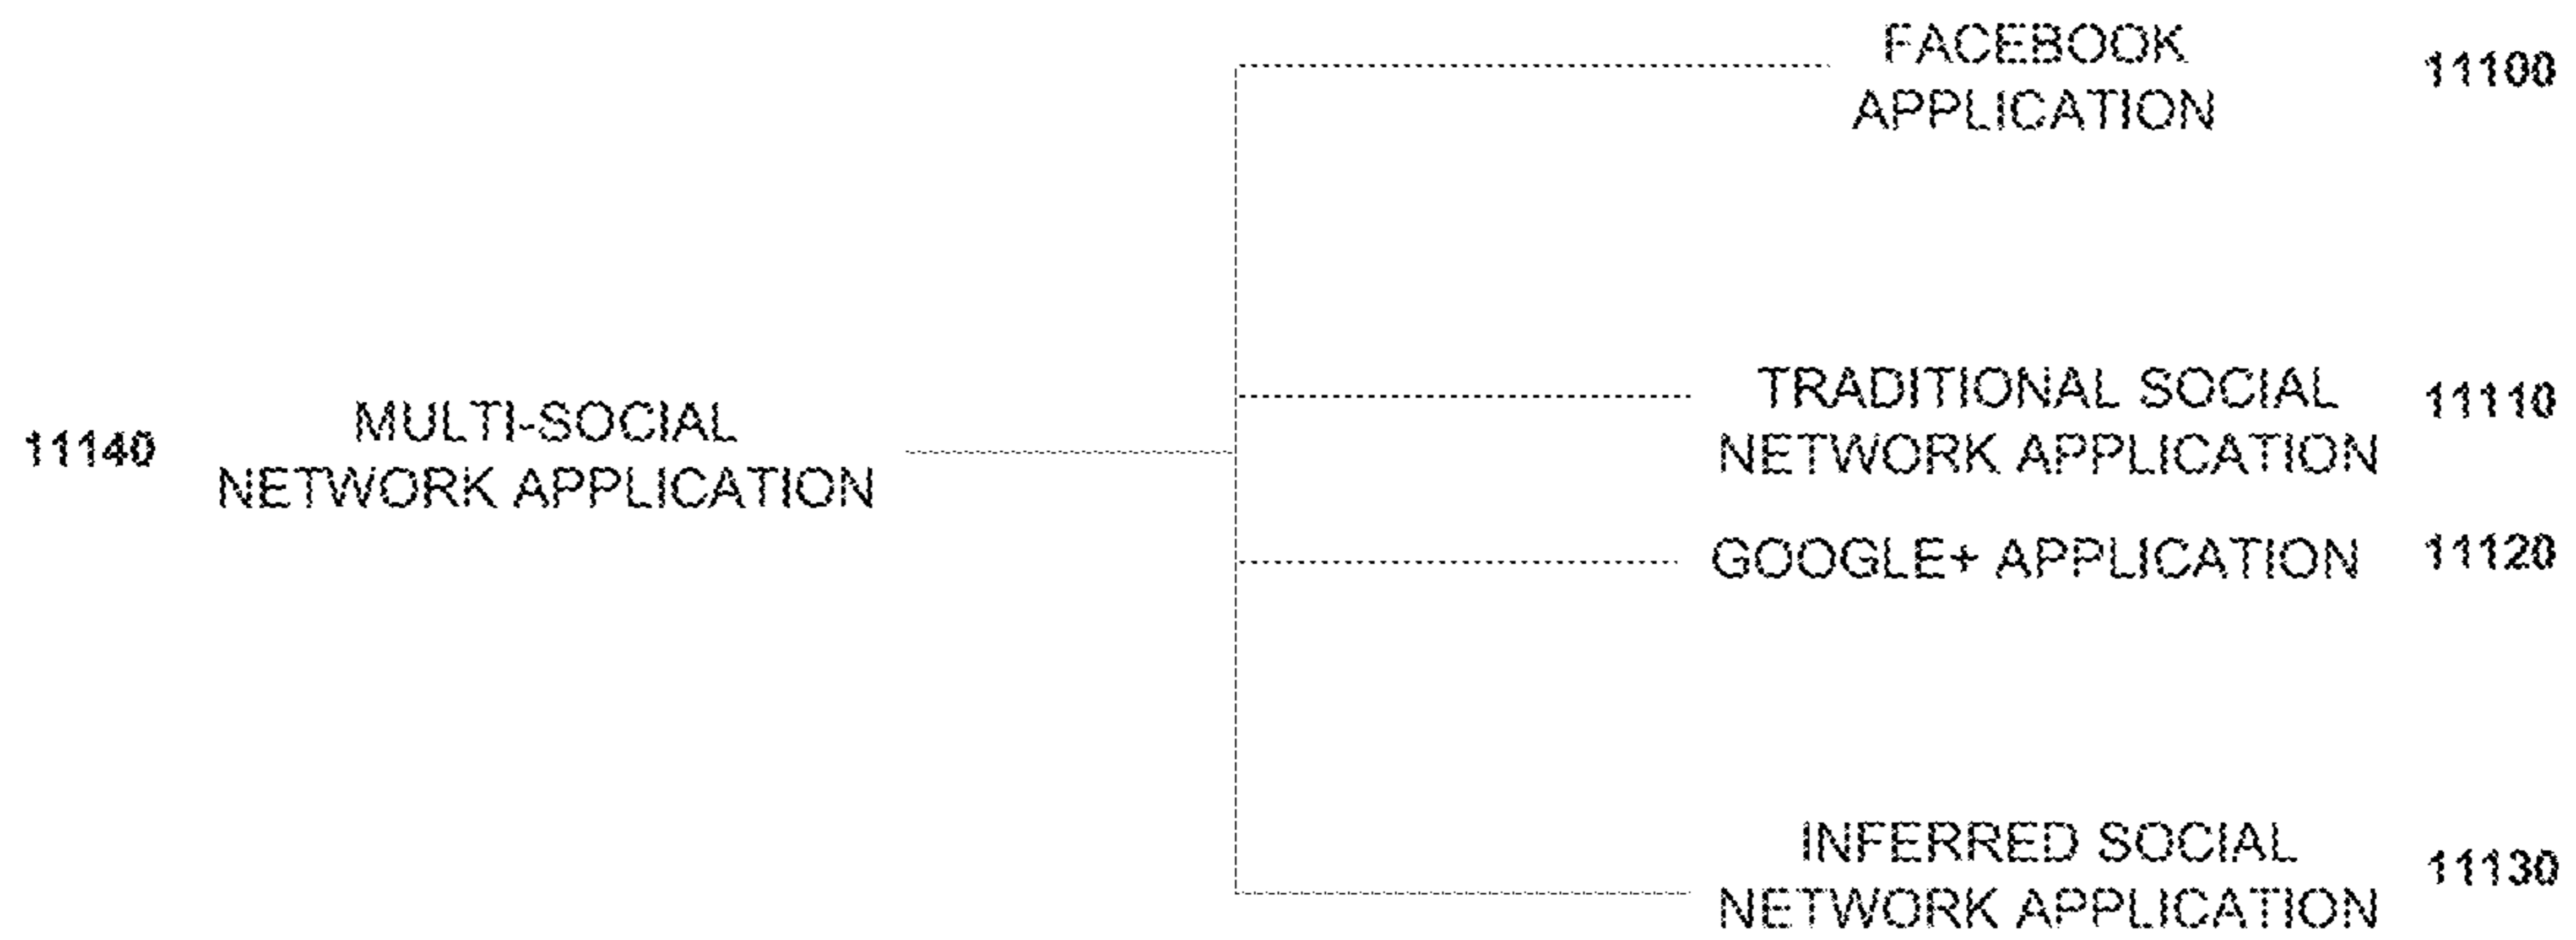 FACEBOOK
APPLICATION
11100
TRADITIONAL SOCIAL
NETWORK APPLICATION
11110
11140
MULTI-SOCIAL
NETWORK APPLICATION
GOOGLE+ APPLICATION
11120
INFERRED SOCIAL
NETWORK APPLICATION
11130